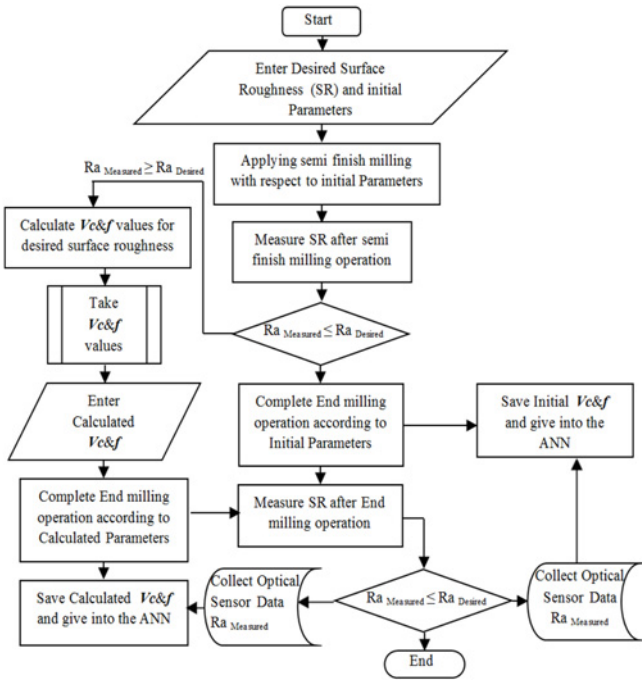 Start
Enter Desired Surface
Roughness (SR) and initial
Parameters
Applying semi finish milling
with respect to initial Parameters
Ra Measured ≥ Ra Desired
Calculate Vc&f values for
desired surface roughness
Measure SR after semi
finish milling operation
Take
Vc&f
values
Ra Measured ≤ Ra Desired
Enter
Calculated
Vc&f
Complete End milling
operation according to
Initial Parameters
Save Initial Vc&f
and give into the
ANN
Complete End milling
operation according to
Calculated Parameters
Measure SR after End
milling operation
Save Calculated Vc&f
and give into the ANN
Collect Optical
Sensor Data
Ra Measured
Ra Measured ≤ Ra Desired
Collect Optical
Sensor Data
Ra Measured
End